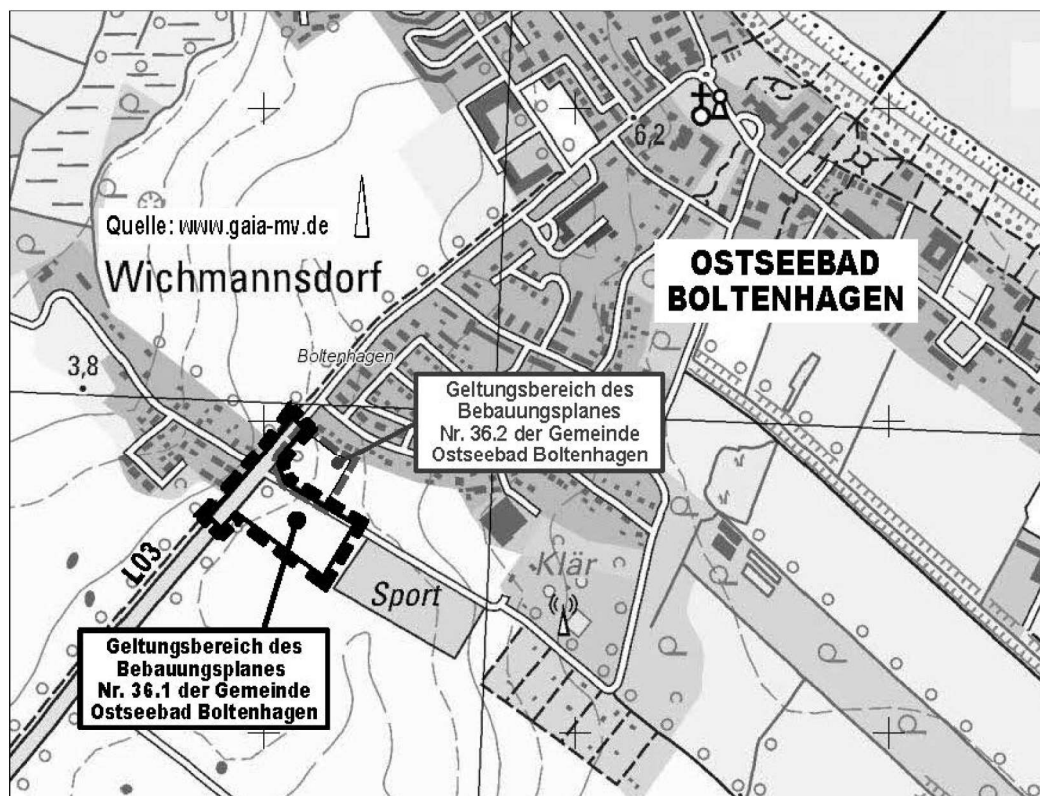 6,2
Quelle: www.gaia-mv.de
Wichmannsdorf
OSTSEEBAD
BOLTENHAGEN
Boltenhagen
3,8
Geltungsbereich des
Bebauungsplanes
Nr. 36.2 der Gemeinde
Ostseebad Boltenhagen
L03
Klär
Sport
Geltungsbereich des
Bebauungsplanes
Nr. 36.1 der Gemeinde
Ostseebad Boltenhagen